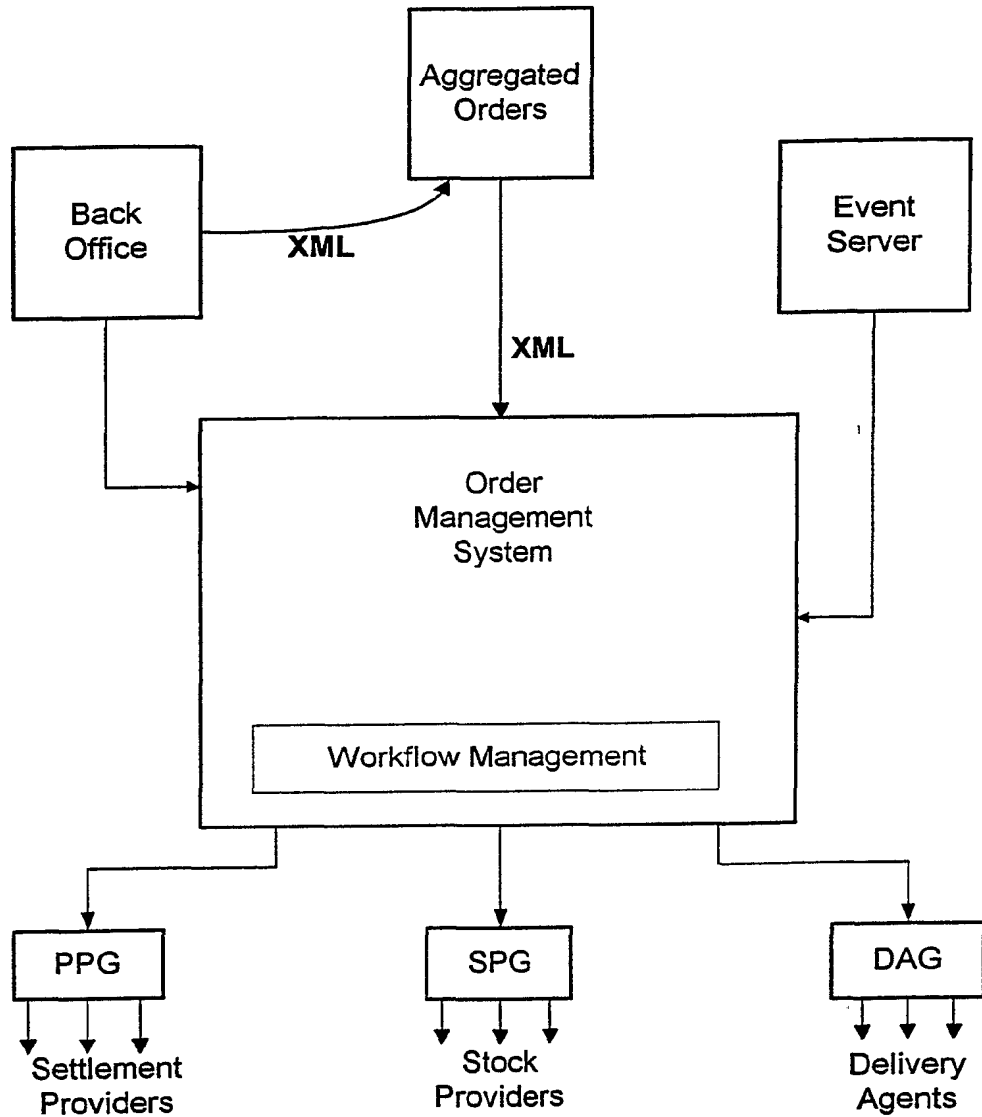 Aggregated
Orders
Back
Office
Event
Server
XML
XML
Order
Management
System
Workflow Management
PPG
SPG
DAG
Settlement
Providers
Stock
Providers
Delivery
Agents